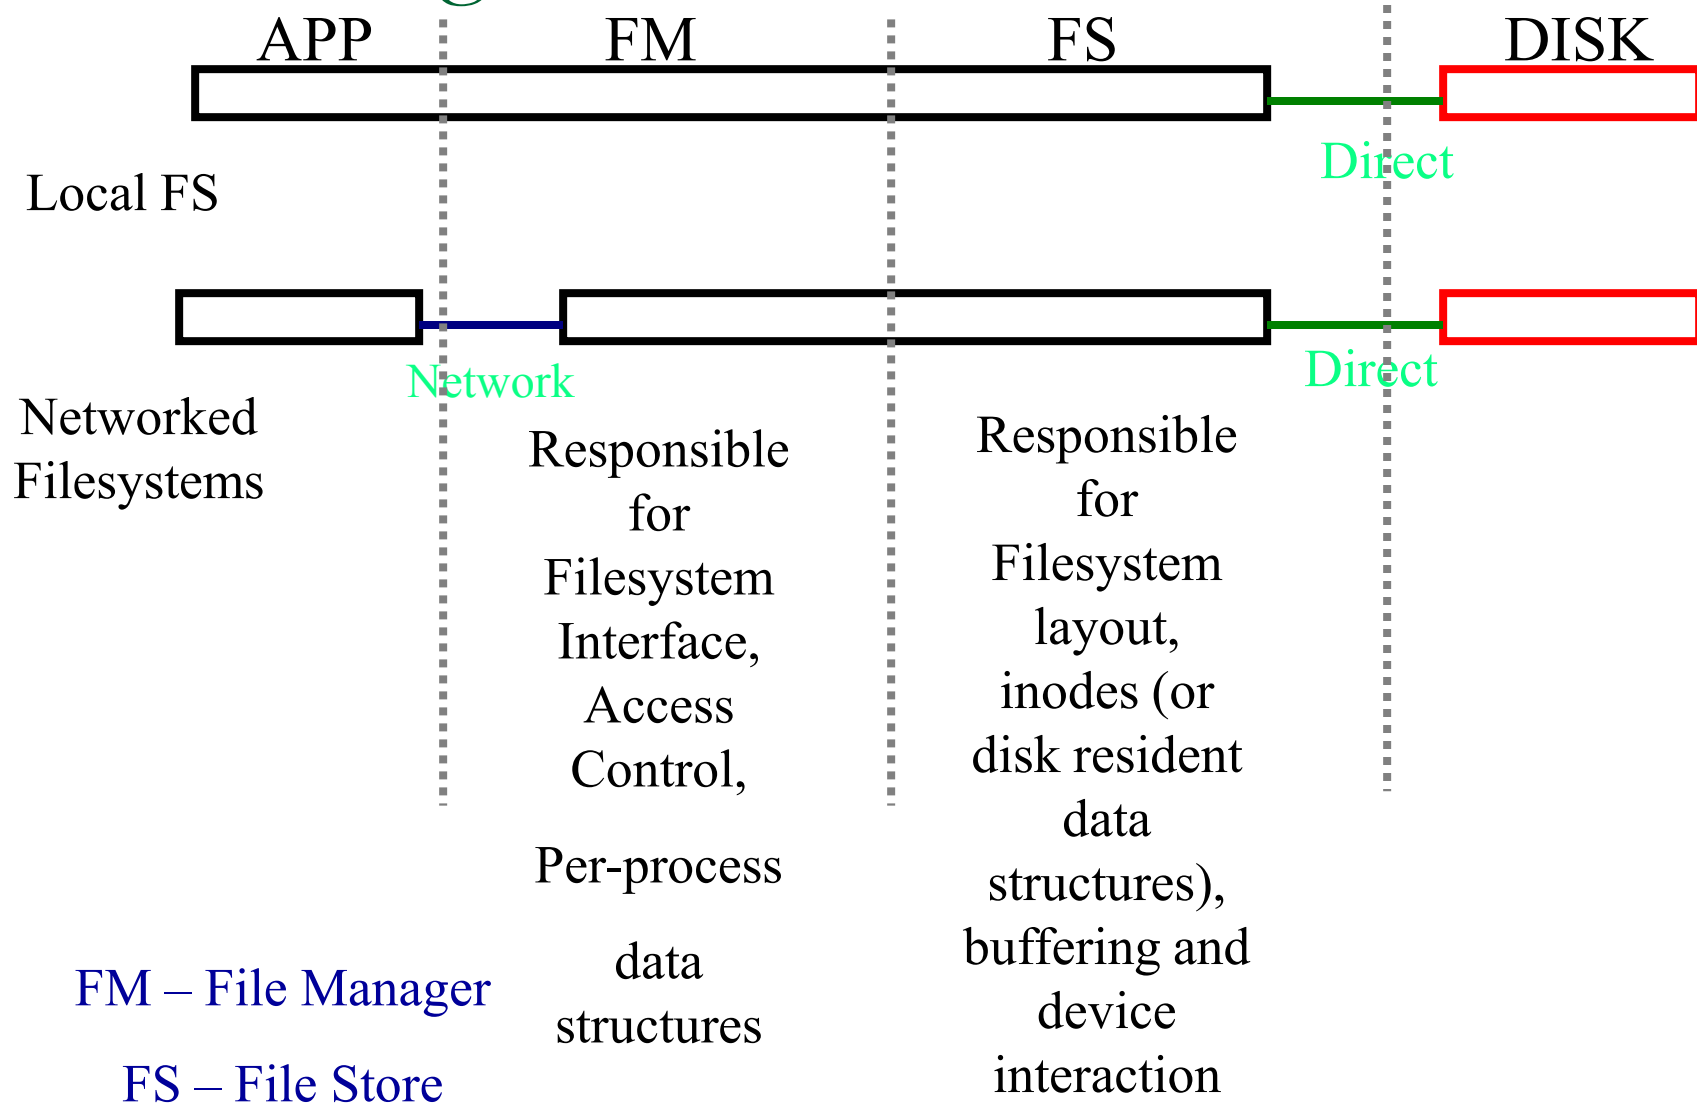 APP FM FS DISK
Direct
Local FS
Direct
Network
Networked
Filesystems
Responsible
for
Filesystem
Interface,
Access
Control,
Per-process
data
structures
Responsible
for
Filesystem
layout,
inodes (or
disk resident
data
structures),
buffering and
device
interaction
FM – File Manager
FS – File Store